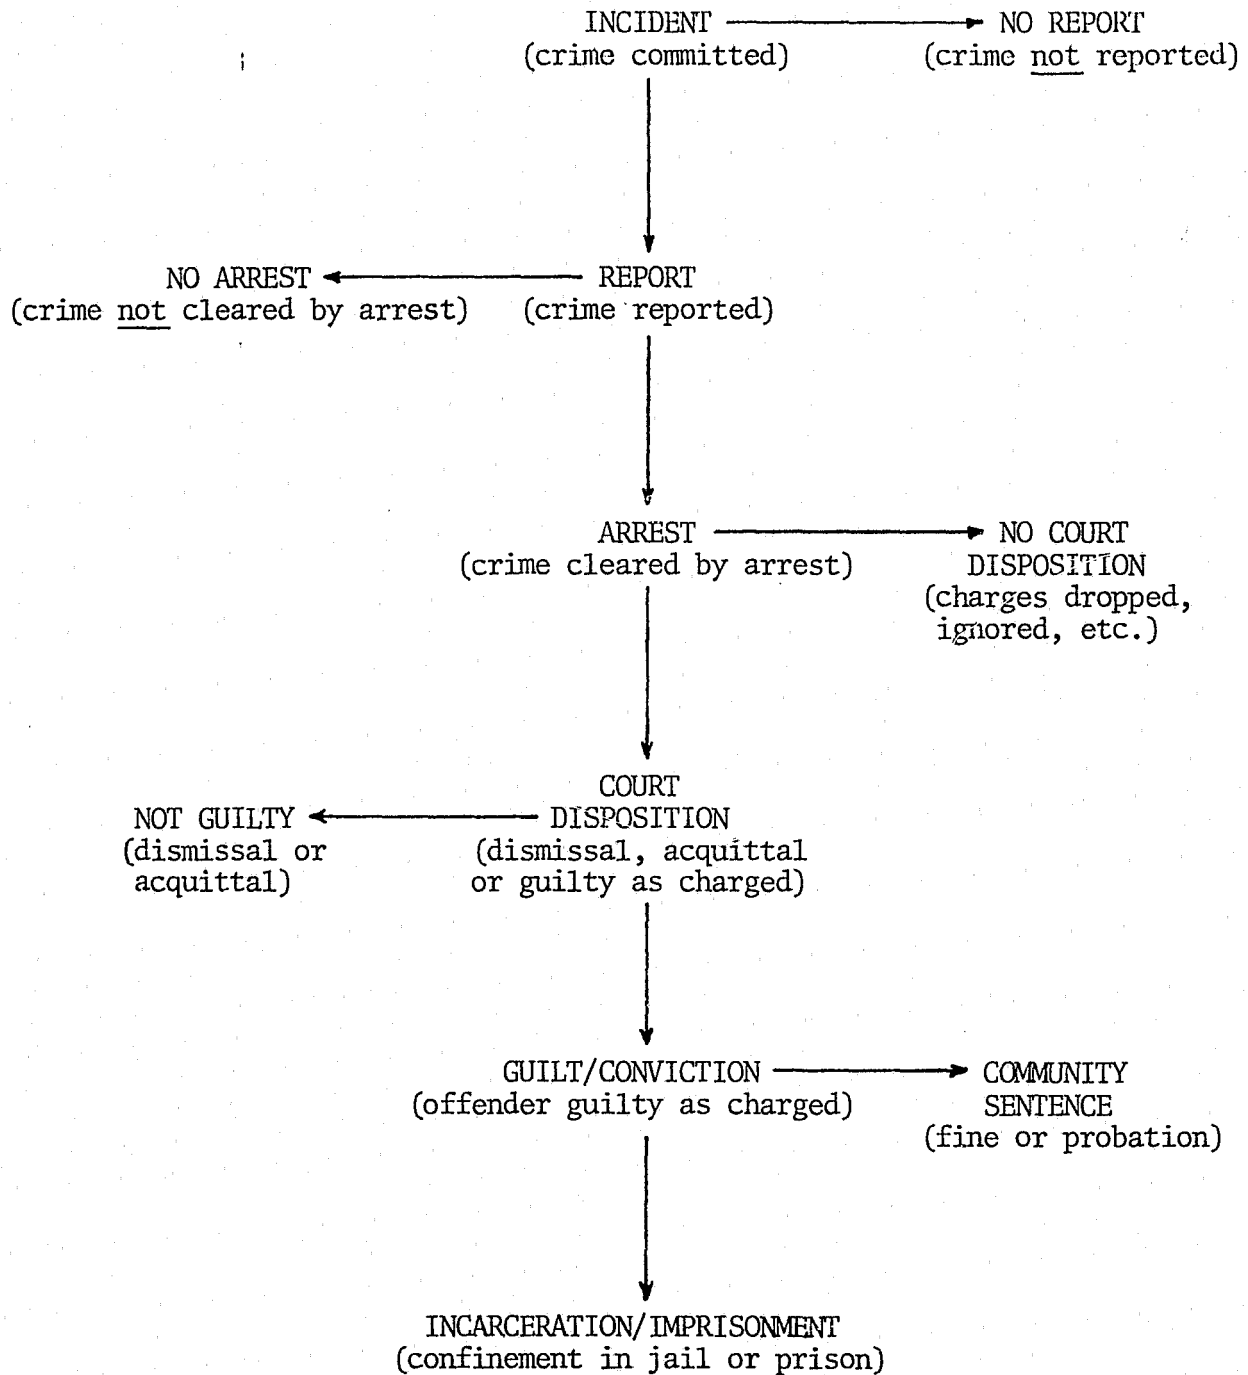 INCIDENT
(crime committed)
NO REPORT
(crime not reported)
NO ARREST
(crime not cleared by arrest)
REPORT
(crime reported)
ARREST
(crime cleared by arrest)
NO COURT
DISPOSITION
(charges dropped,
ignored, etc.)
NOT GUILTY
(dismissal or
acquittal)
COURT
DISPOSITION
(dismissal, acquittal
or guilty as charged)
GUILT/CONVICTION
(offender guilty as charged)
COMMUNITY
SENTENCE
(fine or probation)
INCARCERATION/IMPRISONMENT
(confinement in jail or prison)